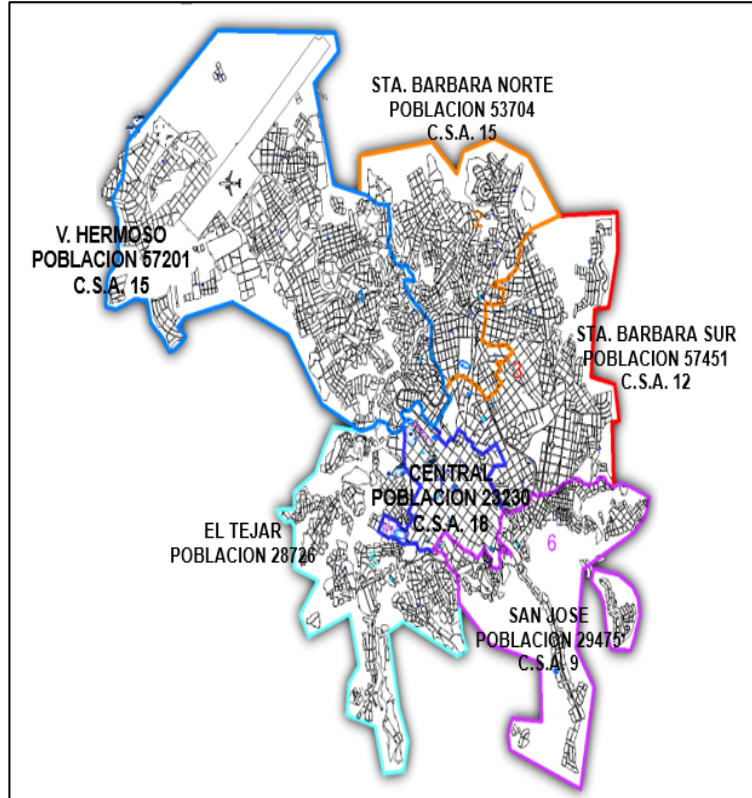 STA. BARBARA NORTE
POBLACION 53704
C.S.A. 15
V. HERMOSO
POBLACION 57201
C.S.A. 15
STA. BARBARA SUR
POBLACION 57451
C.S.A. 12
3
CENTRAL
POBLACION 23230
C.S.A. 18
EL TEJAR
POBLACION 28726
6
SAN JOSE
POBLACION 29475
C.S.A. 9